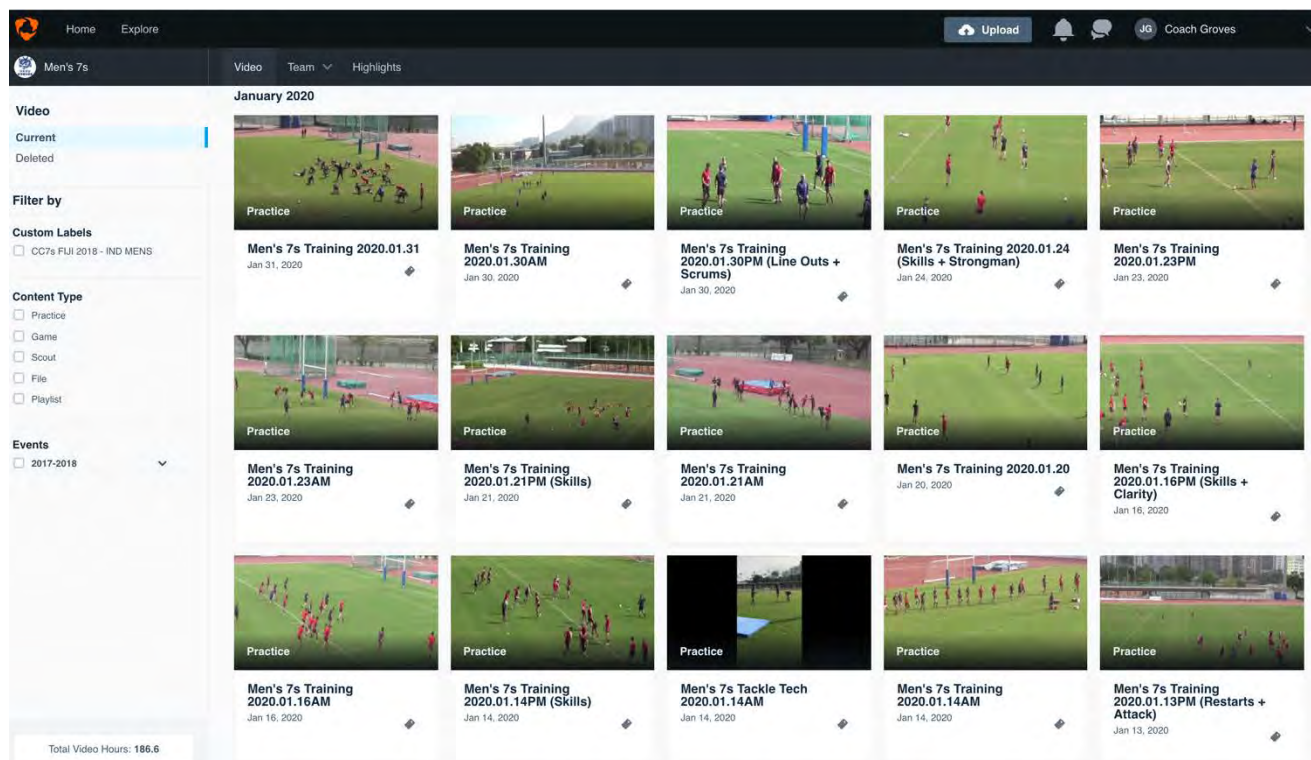 Home Explore Upload JG Coach Groves
Men's 7s Video Team Highlights
Video
Current
Deleted
Filter by
Custom Labels
CC7s FIJI 2018 - IND MENS
Content Type
Practice
Game
Scout
File
Playlist
Events
2017-2018
Total Video Hours: 186.6
January 2020
Practice
Men's 7s Training 2020.01.31
Jan 31, 2020
Practice
Men's 7s Training
2020.01.30AM
Jan 30, 2020
Practice
Men's 7s Training
2020.01.30PM (Line Outs +
Scrums)
Jan 30, 2020
Practice
Men's 7s Training 2020.01.24
(Skills + Strongman)
Jan 24, 2020
Practice
Men's 7s Training
2020.01.23PM
Jan 23, 2020
Practice
Men's 7s Training
2020.01.23AM
Jan 23, 2020
Practice
Men's 7s Training
2020.01.21PM (Skills)
Jan 21, 2020
Practice
Men's 7s Training
2020.01.21AM
Jan 21, 2020
Practice
Men's 7s Training 2020.01.20
Jan 20, 2020
Practice
Men's 7s Training
2020.01.16PM (Skills +
Clarity)
Jan 16, 2020
Practice
Men's 7s Training
2020.01.16AM
Jan 16, 2020
Practice
Men's 7s Training
2020.01.14PM (Skills)
Jan 14, 2020
Practice
Men's 7s Tackle Tech
2020.01.14AM
Jan 14, 2020
Practice
Men's 7s Training
2020.01.14AM
Jan 14, 2020
Practice
Men's 7s Training
2020.01.13PM (Restarts +
Attack)
Jan 13, 2020